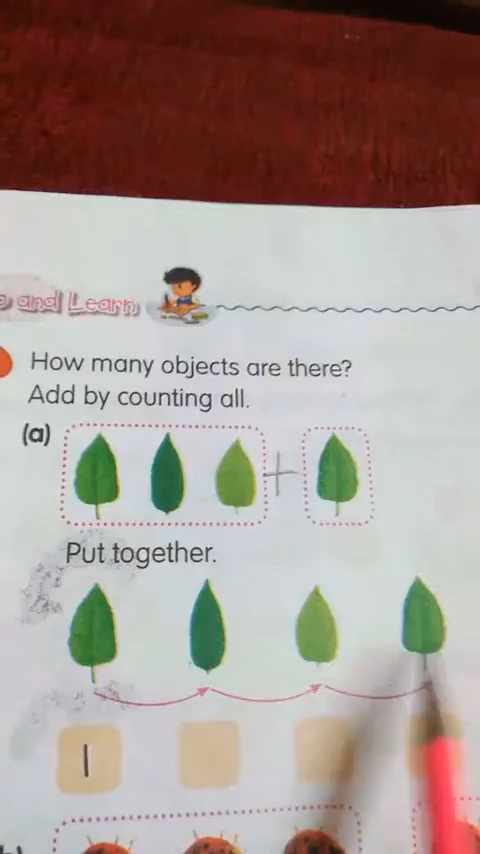 and Learn
How many objects are there?
Add by counting all.
(a)
+
Put together.
1